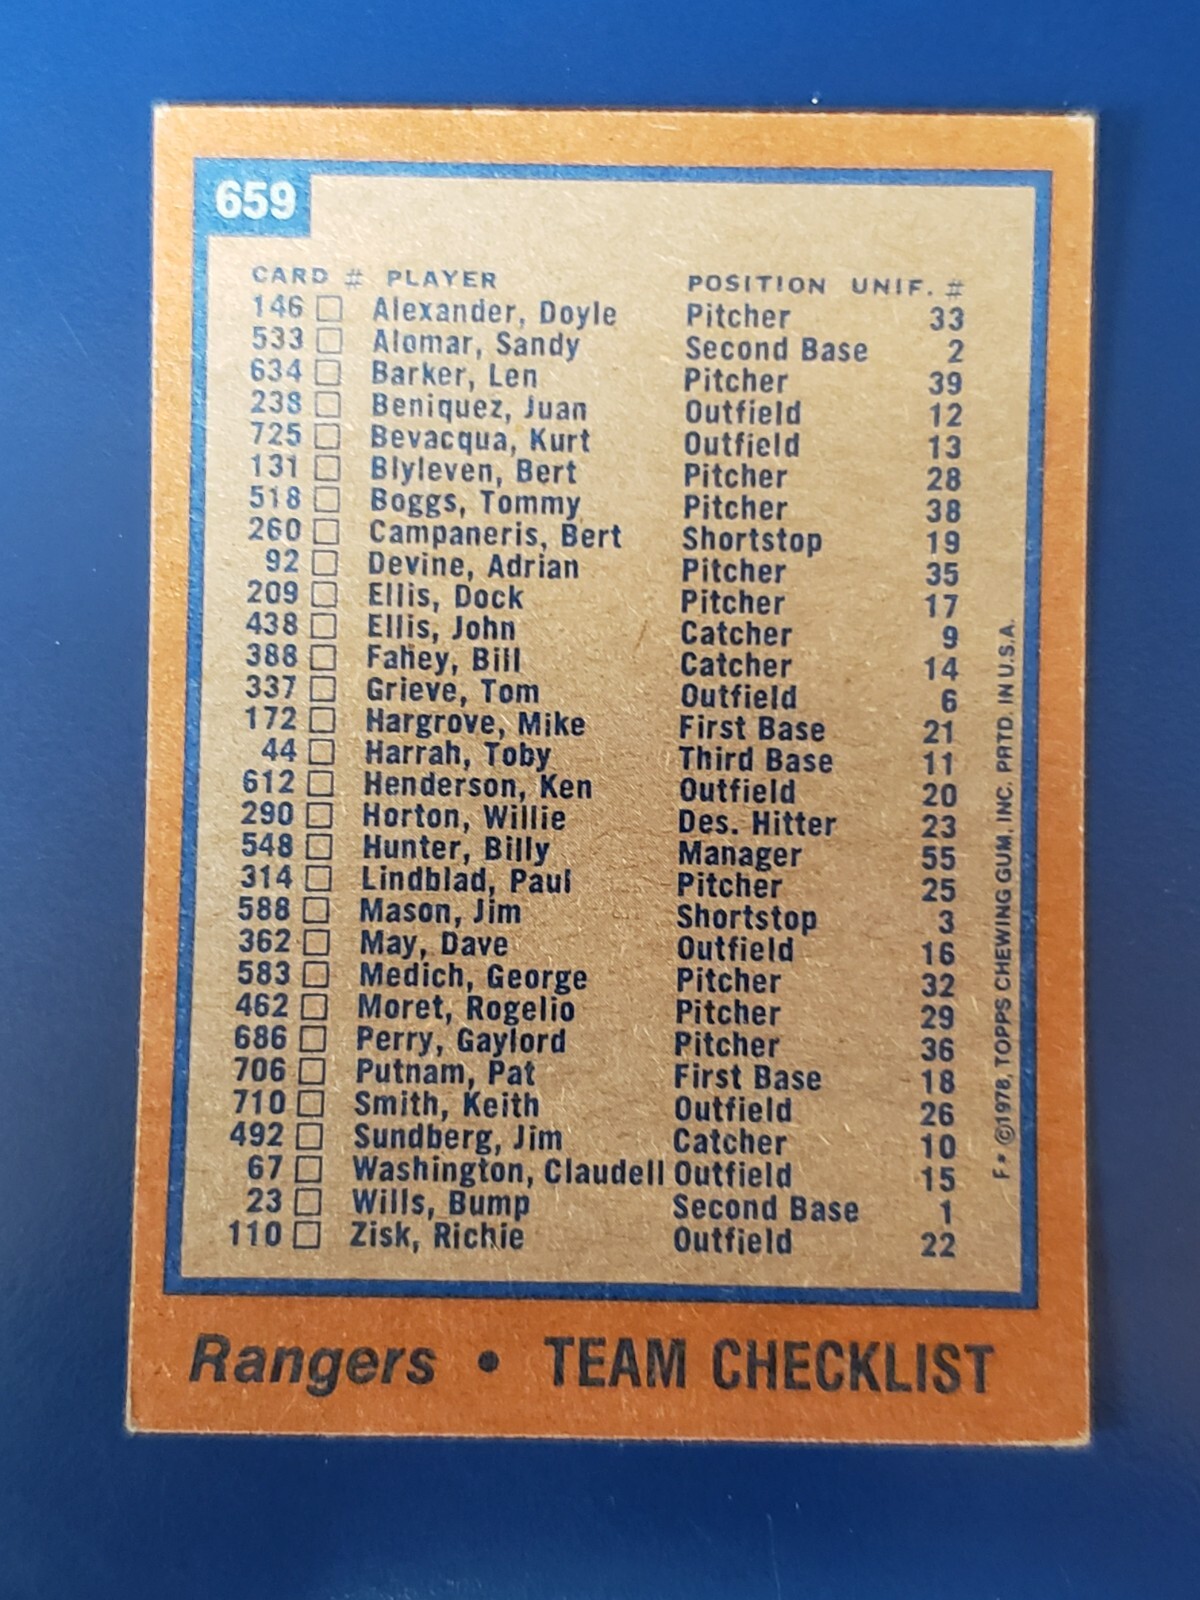 659
CARD # PLAYER POSITION UNIF. #
146 Alexander, Doyle Pitcher 33
533 Alomar, Sandy Second Base 2
634 Barker, Len Pitcher 39
238 Beniquez, Juan Outfield 12
725 Bevacqua, Kurt Outfield 13
131 Blyleven, Bert Pitcher 28
518 Boggs, Tommy Pitcher 38
260 Campaneris, Bert Shortstop 19
92 Devine, Adrian Pitcher 35
209 Ellis, Dock Pitcher 17
438 Ellis, John Catcher 9
388 Fahey, Bill Catcher 14
337 Grieve, Tom Outfield 6
172 Hargrove, Mike First Base 21
44 Harrah, Toby Third Base 11
612 Henderson, Ken Outfield 20
290 Horton, Willie Des. Hitter 23
548 Hunter, Billy Manager 55
314 Lindblad, Paul Pitcher 25
588 Mason, Jim Shortstop 3
362 May, Dave Outfield 16
583 Medich, George Pitcher 32
462 Moret, Rogelio Pitcher 29
686 Perry, Gaylord Pitcher 36
706 Putnam, Pat First Base 18
710 Smith, Keith Outfield 26
492 Sundberg, Jim Catcher 10
67 Washington, Claudell Outfield 15
23 Wills, Bump Second Base 1
110 Zisk, Richie Outfield 22
F* ©1978, TOPPS CHEWING GUM, INC. PRTD. IN U.S.A.
Rangers • TEAM CHECKLIST